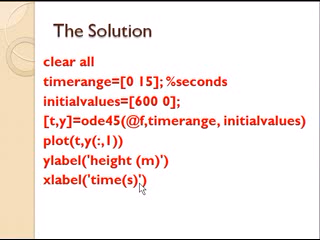 The Solution
clear all
timerange=[0 15]; %seconds
initialvalues=[600 0];
[t,y]=ode45(@f,timerange, initialvalues)
plot(t,y(:,1))
ylabel('height (m)')
xlabel('time(s)')